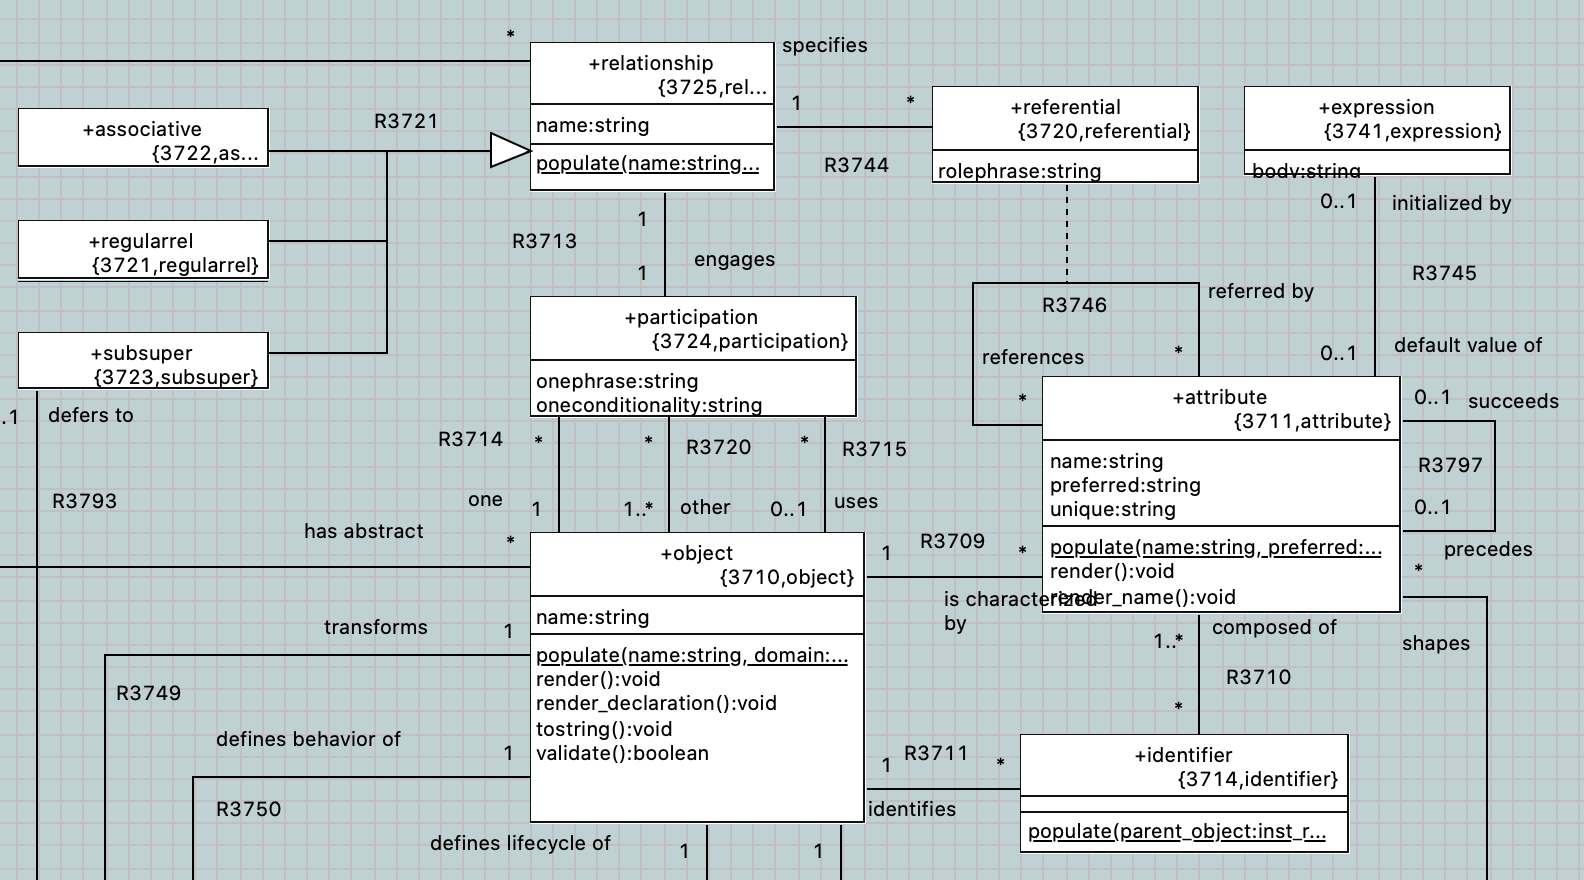 *
+relationship
{3725,rel...
name:string
populate(name:string...
specifies
1
*
R3744
+referential
{3720,referential}
rolephrase:string
+expression
{3741,expression}
body:string
0..1
initialized by
R3745
0..1
default value of
+associative
{3722,as...
R3721
+regularrel
{3721,regularrel}
+subsuper
{3723,subsuper}
..1
defers to
R3793
1
R3713
1
engages
+participation
{3724,participation}
onephrase:string
oneconditionality:string
R3746
referred by
references
*
*
+attribute
{3711,attribute}
name:string
preferred:string
unique:string
populate(name:string, preferred:...
render():void
render_name():void
0..1
succeeds
R3797
0..1
precedes
*
shapes
R3714
*
one
1
*
R3720
1..*
other
*
R3715
0..1
uses
has abstract
*
+object
{3710,object}
name:string
populate(name:string, domain:...
render():void
render_declaration():void
tostring():void
validate():boolean
1
R3709
*
is characterized
by
transforms
1
R3749
defines behavior of
1
R3750
1..*
composed of
R3710
*
1
R3711
*
identifies
+identifier
{3714,identifier}
populate(parent_object:inst_r...
defines lifecycle of
1
1